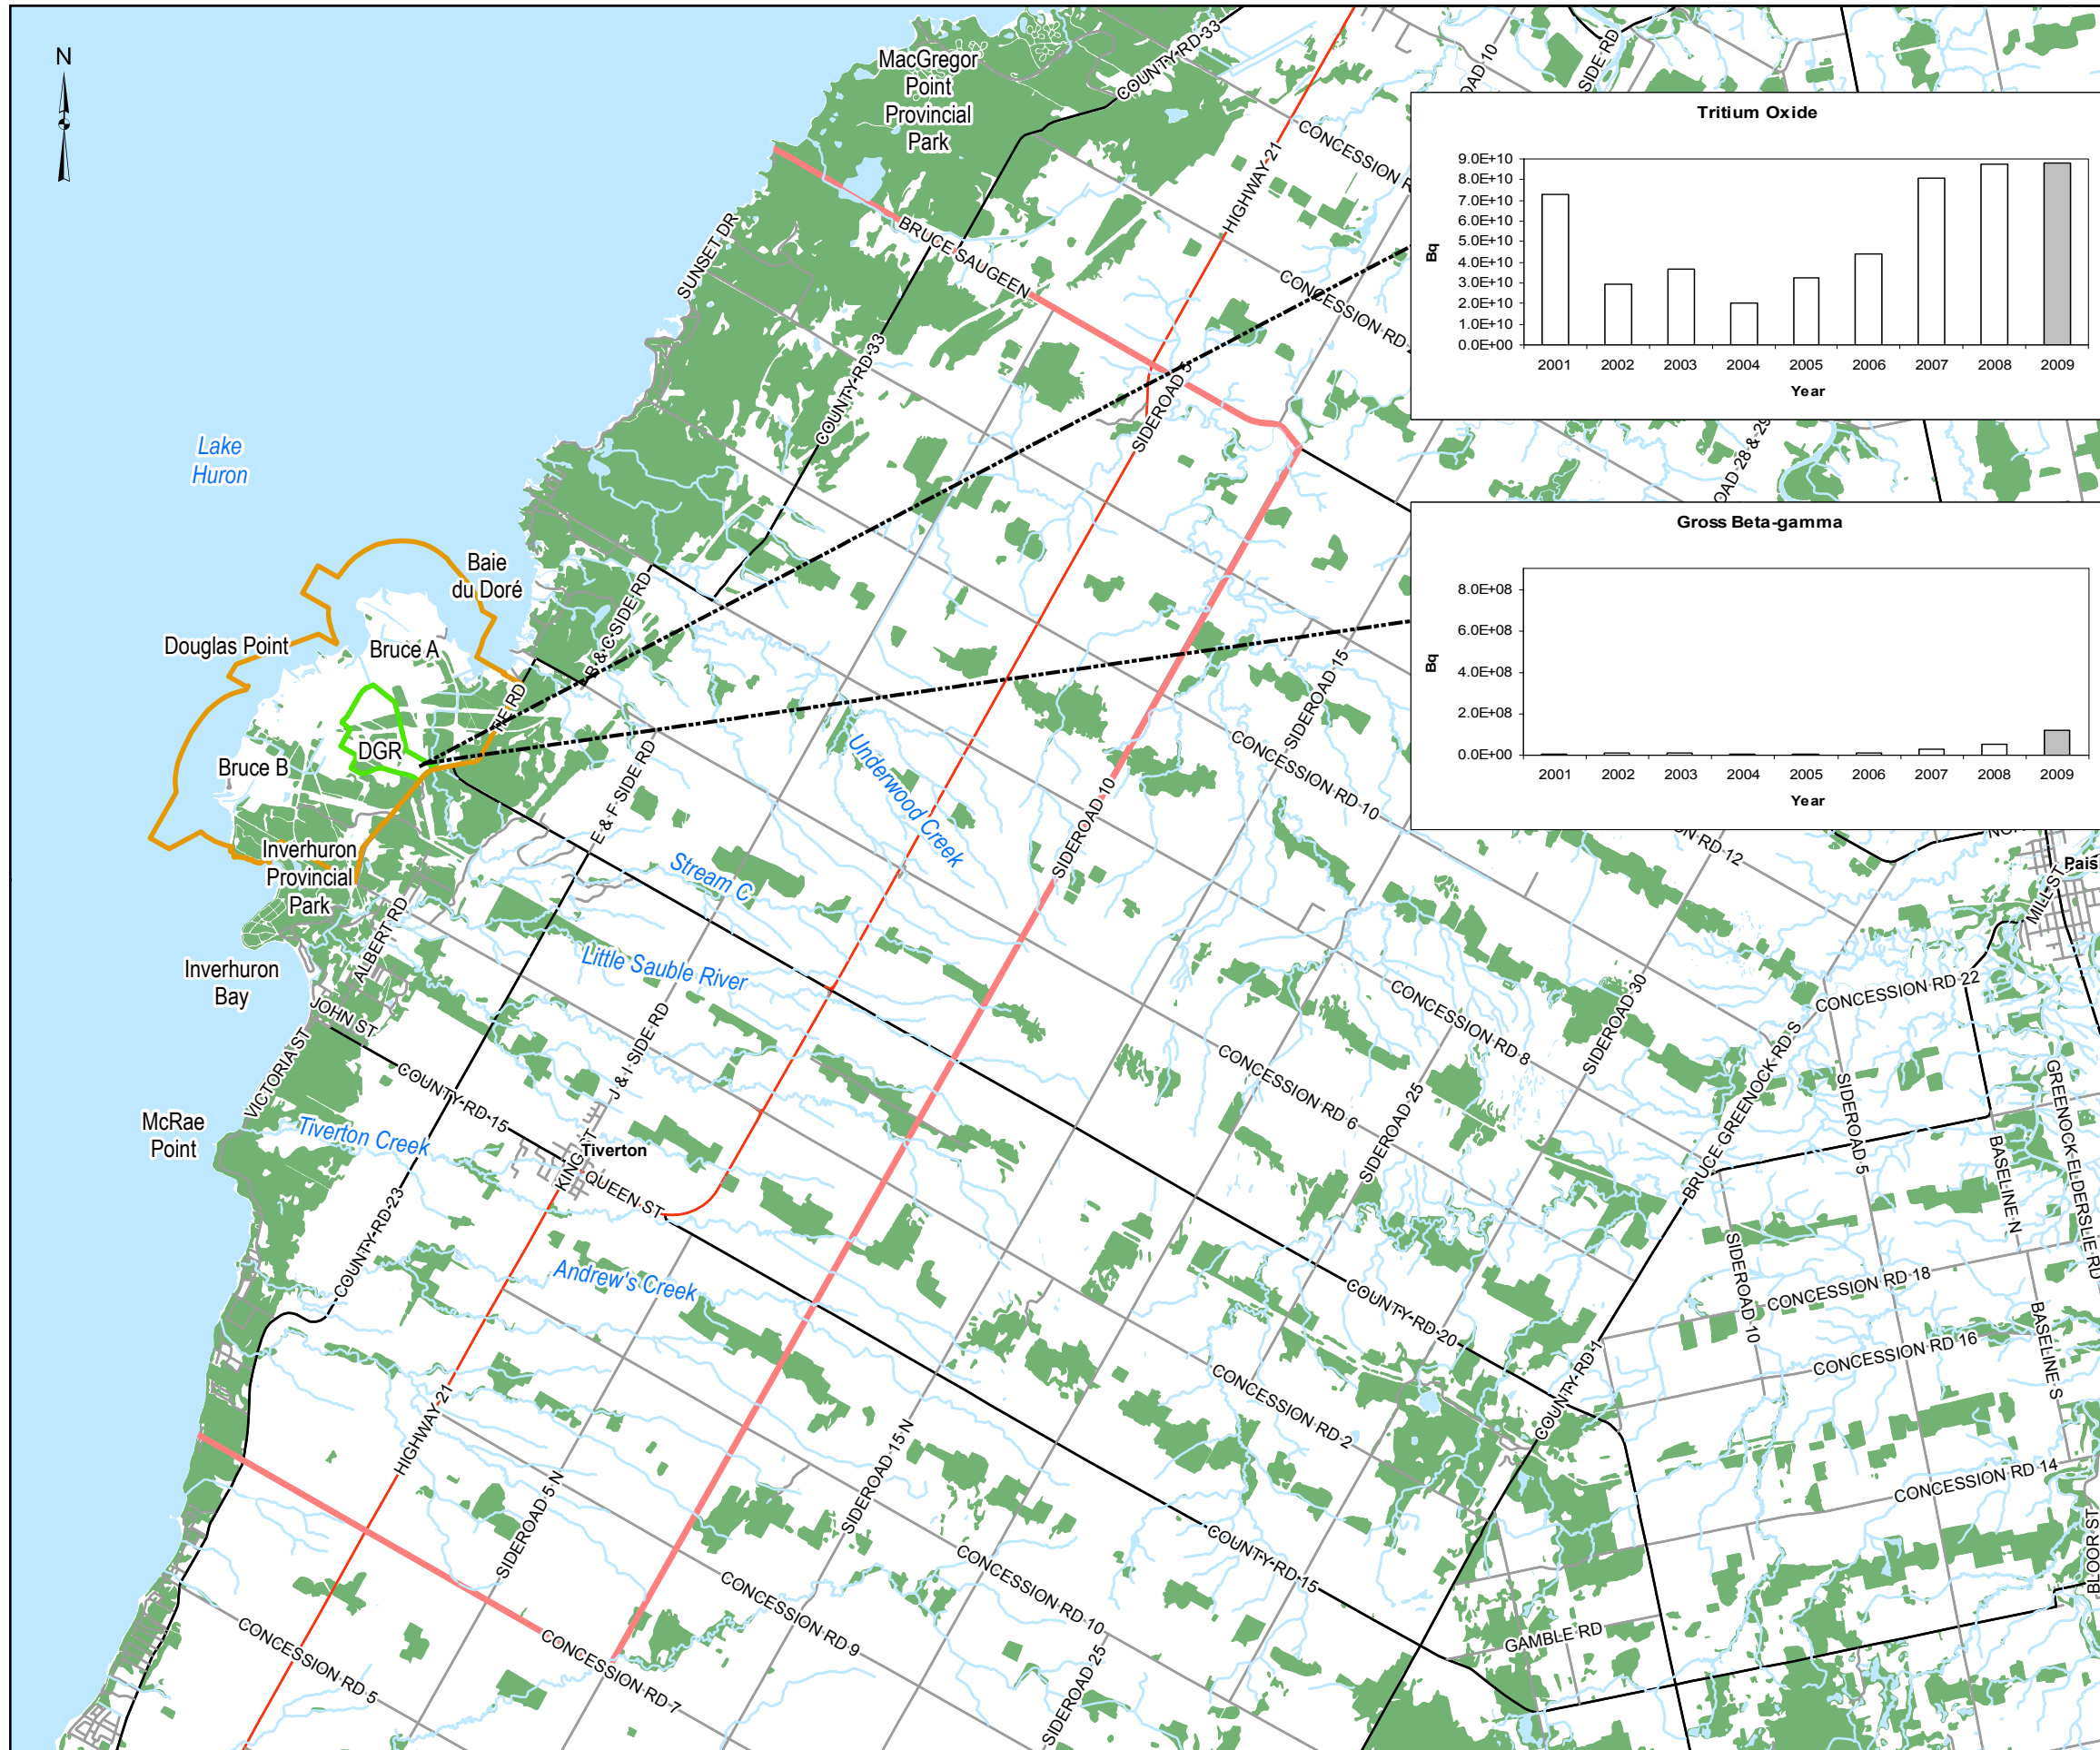 N
MacGregor
Point
Provincial
Park
COUNTY RD 33
HIGHWAY 21
SIDE RD
CONCESSION
CONCESSION RD
BRUCE SAUGEEN
SUNSET DR
COUNTY RD 33
SIDEROAD 5
Lake
Huron
Tritium Oxide
9.0E+10
8.0E+10
7.0E+10
6.0E+10
5.0E+10
4.0E+10
3.0E+10
2.0E+10
1.0E+10
0.0E+00
Bq
2001 2002 2003 2004 2005 2006 2007 2008 2009
Year
Gross Beta-gamma
8.0E+08
6.0E+08
4.0E+08
2.0E+08
0.0E+00
Bq
2001 2002 2003 2004 2005 2006 2007 2008 2009
Year
Baie
du Doré
Douglas Point
Bruce A
B & C SIDE RD
TIE RD
DGR
Bruce B
E & F SIDE RD
Underwood Creek
SIDEROAD 15
CONCESSION RD 10
SIDEROAD 10
Inverhuron
Provincial
Park
Stream C
ALBERT RD
Little Sauble River
Inverhuron
Bay
JOHN ST
VICTORIA ST
J & I SIDE RD
COUNTY RD 15
McRae
Point
Tiverton Creek
Tiverton
KING ST
QUEEN ST
COUNTY RD 23
Andrew's Creek
RD 12
MILL ST
CONCESSION RD 22
SIDEROAD 30
CONCESSION RD 8
CONCESSION RD 6
SIDEROAD 25
BRUCE GREENOCK RD S
SIDEROAD 5
BASELINE N
GREENOCK-ELDERSLIE RD
SIDEROAD 10
CONCESSION RD 18
CONCESSION RD 16
BASELINE S
COUNTY RD 20
COUNTY RD 1
CONCESSION RD 2
CONCESSION RD 14
HIGHWAY 21
SIDEROAD 5 N
SIDEROAD 15 N
COUNTY RD 15
CONCESSION RD 10
CONCESSION RD 9
CONCESSION RD 7
CONCESSION RD 5
SIDEROAD 25
GAMBLE RD
BLOOR ST